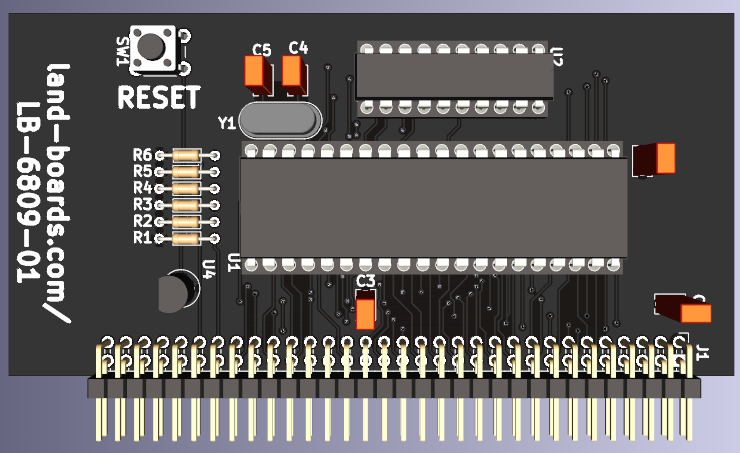 SW1
RESET
land-boards.com/
LB-6809-01
C5
C4
U2
Y1
R6
R5
R4
R3
R2
R1
U4
U1
C3
J1